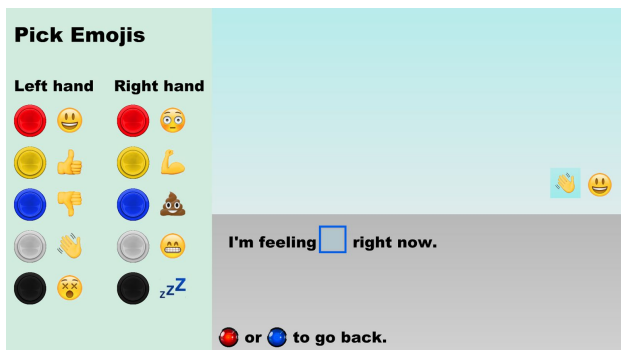 Pick Emojis
Left hand Right hand
zzZ
I'm feeling right now.
or to go back.